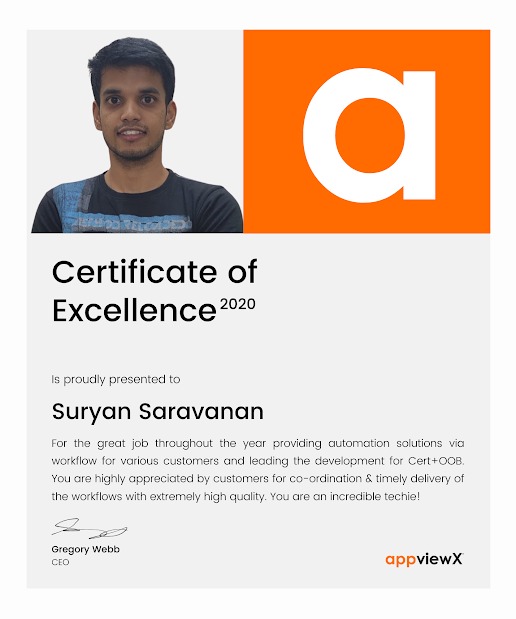 a
Certificate of
Excellence 2020
Is proudly presented to
Suryan Saravanan
For the great job throughout the year providing automation solutions via
workflow for various customers and leading the development for Cert+OOB.
You are highly appreciated by customers for co-ordination & timely delivery of
the workflows with extremely high quality. You are an incredible techie!
Gregory Webb
CEO
appviewX